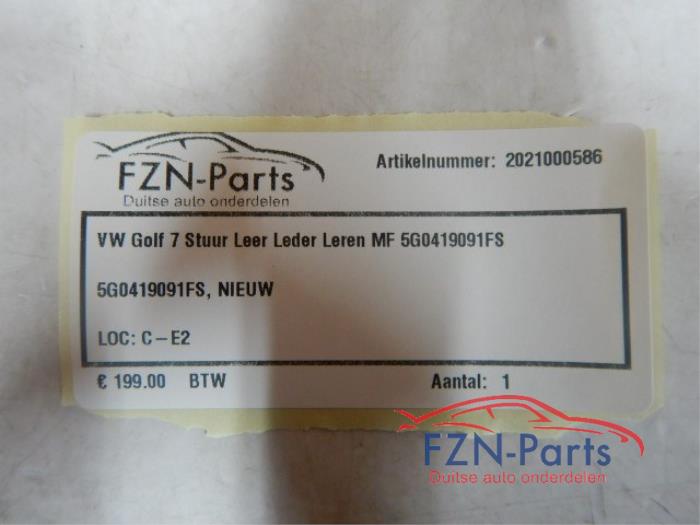 FZN-Parts
Duitse auto onderdelen
Artikelnummer: 2021000586
VW Golf 7 Stuur Leer Leder Leren MF 5G0419091FS
5G0419091FS, NIEUW
LOC: C-E2
€ 199.00 BTW Aantal: 1
FZN-Parts
Duitse auto onderdelen